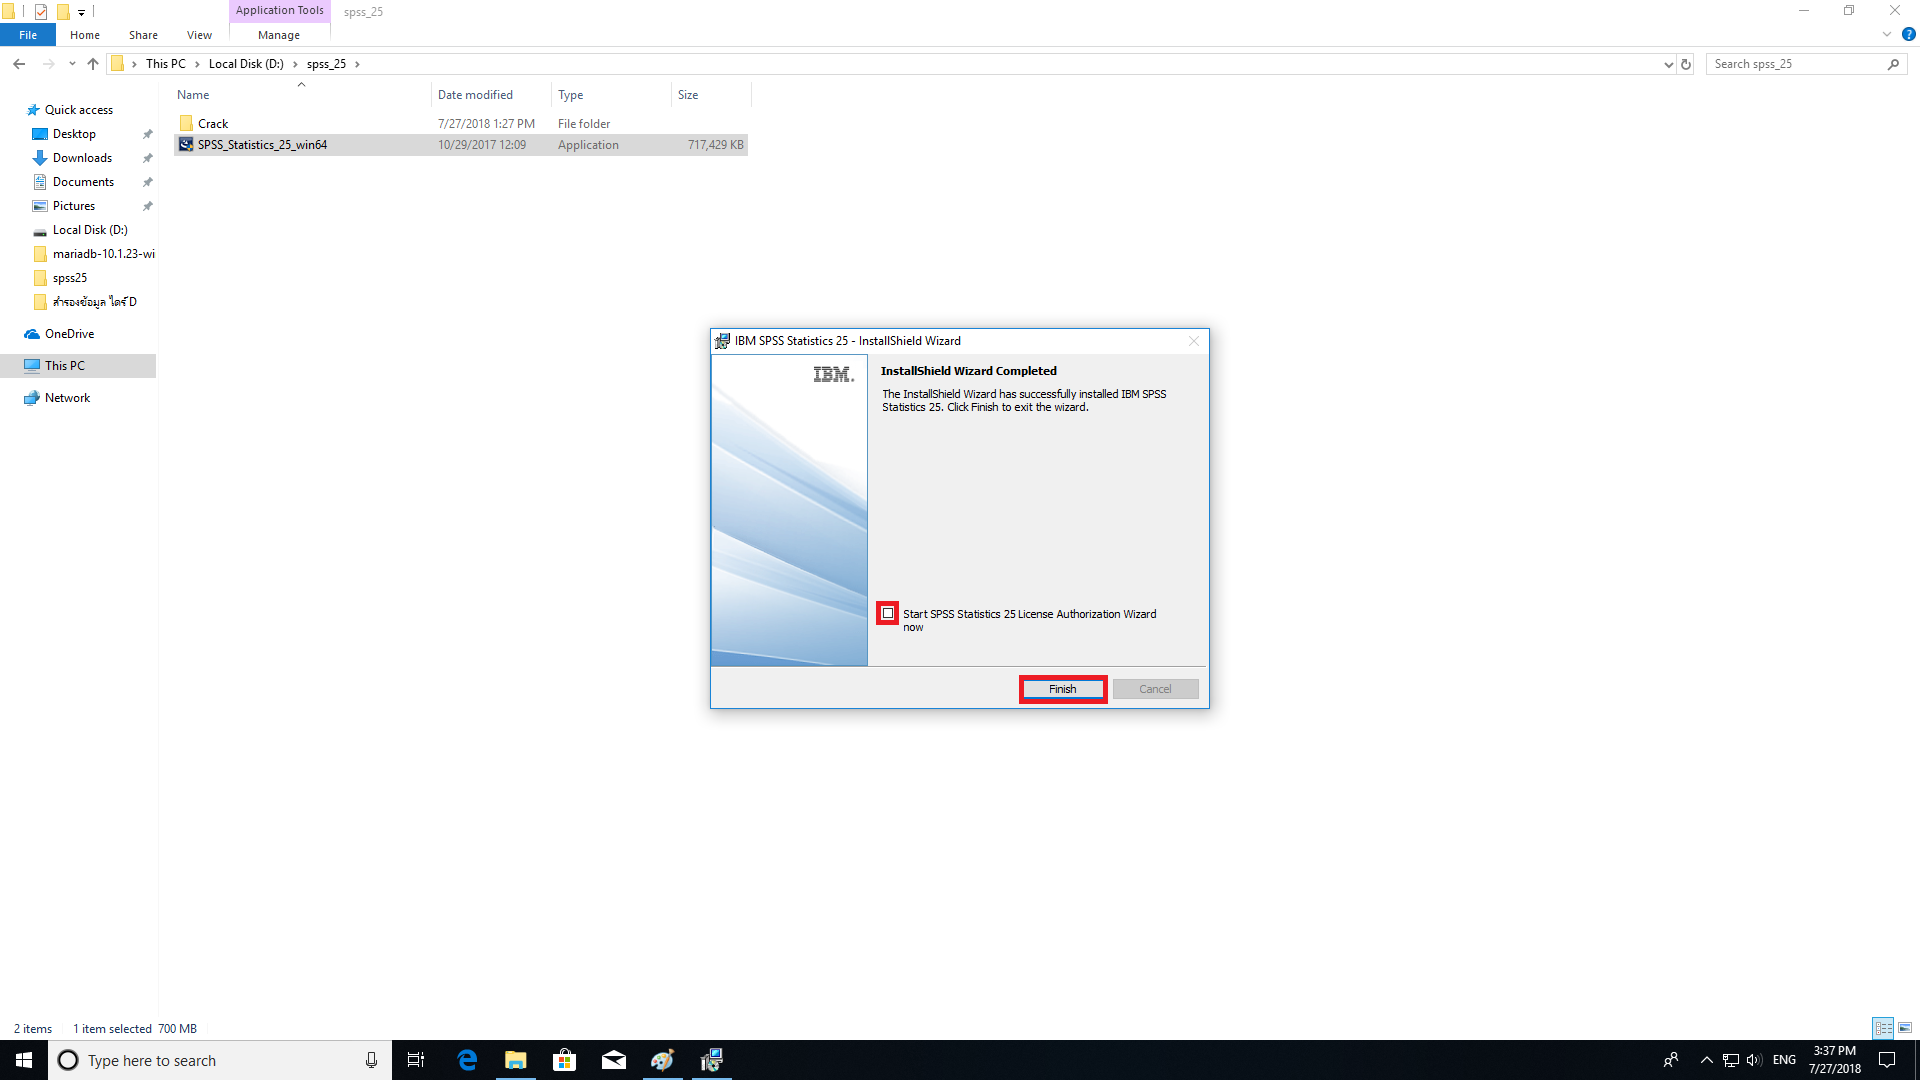 Application Tools
spss_25
File
Home
Share
View
Manage
This PC
Local Disk (D:)
spss_25
Search spss_25
Name
Date modified
Type
Size
Crack
7/27/2018 1:27 PM
File folder
SPSS_Statistics_25_win64
10/29/2017 12:09
Application
717,429 KB
Quick access
Desktop
Downloads
Documents
Pictures
Local Disk (D:)
mariadb-10.1.23-wi
spss25
สำรองข้อมูล ไดร์ D
OneDrive
This PC
Network
IBM SPSS Statistics 25 - InstallShield Wizard
IBM.
InstallShield Wizard Completed
The InstallShield Wizard has successfully installed IBM SPSS
Statistics 25. Click Finish to exit the wizard.
Start SPSS Statistics 25 License Authorization Wizard
now
Finish
Cancel
2 items
1 item selected 700 MB
Type here to search
ENG
3:37 PM
7/27/2018